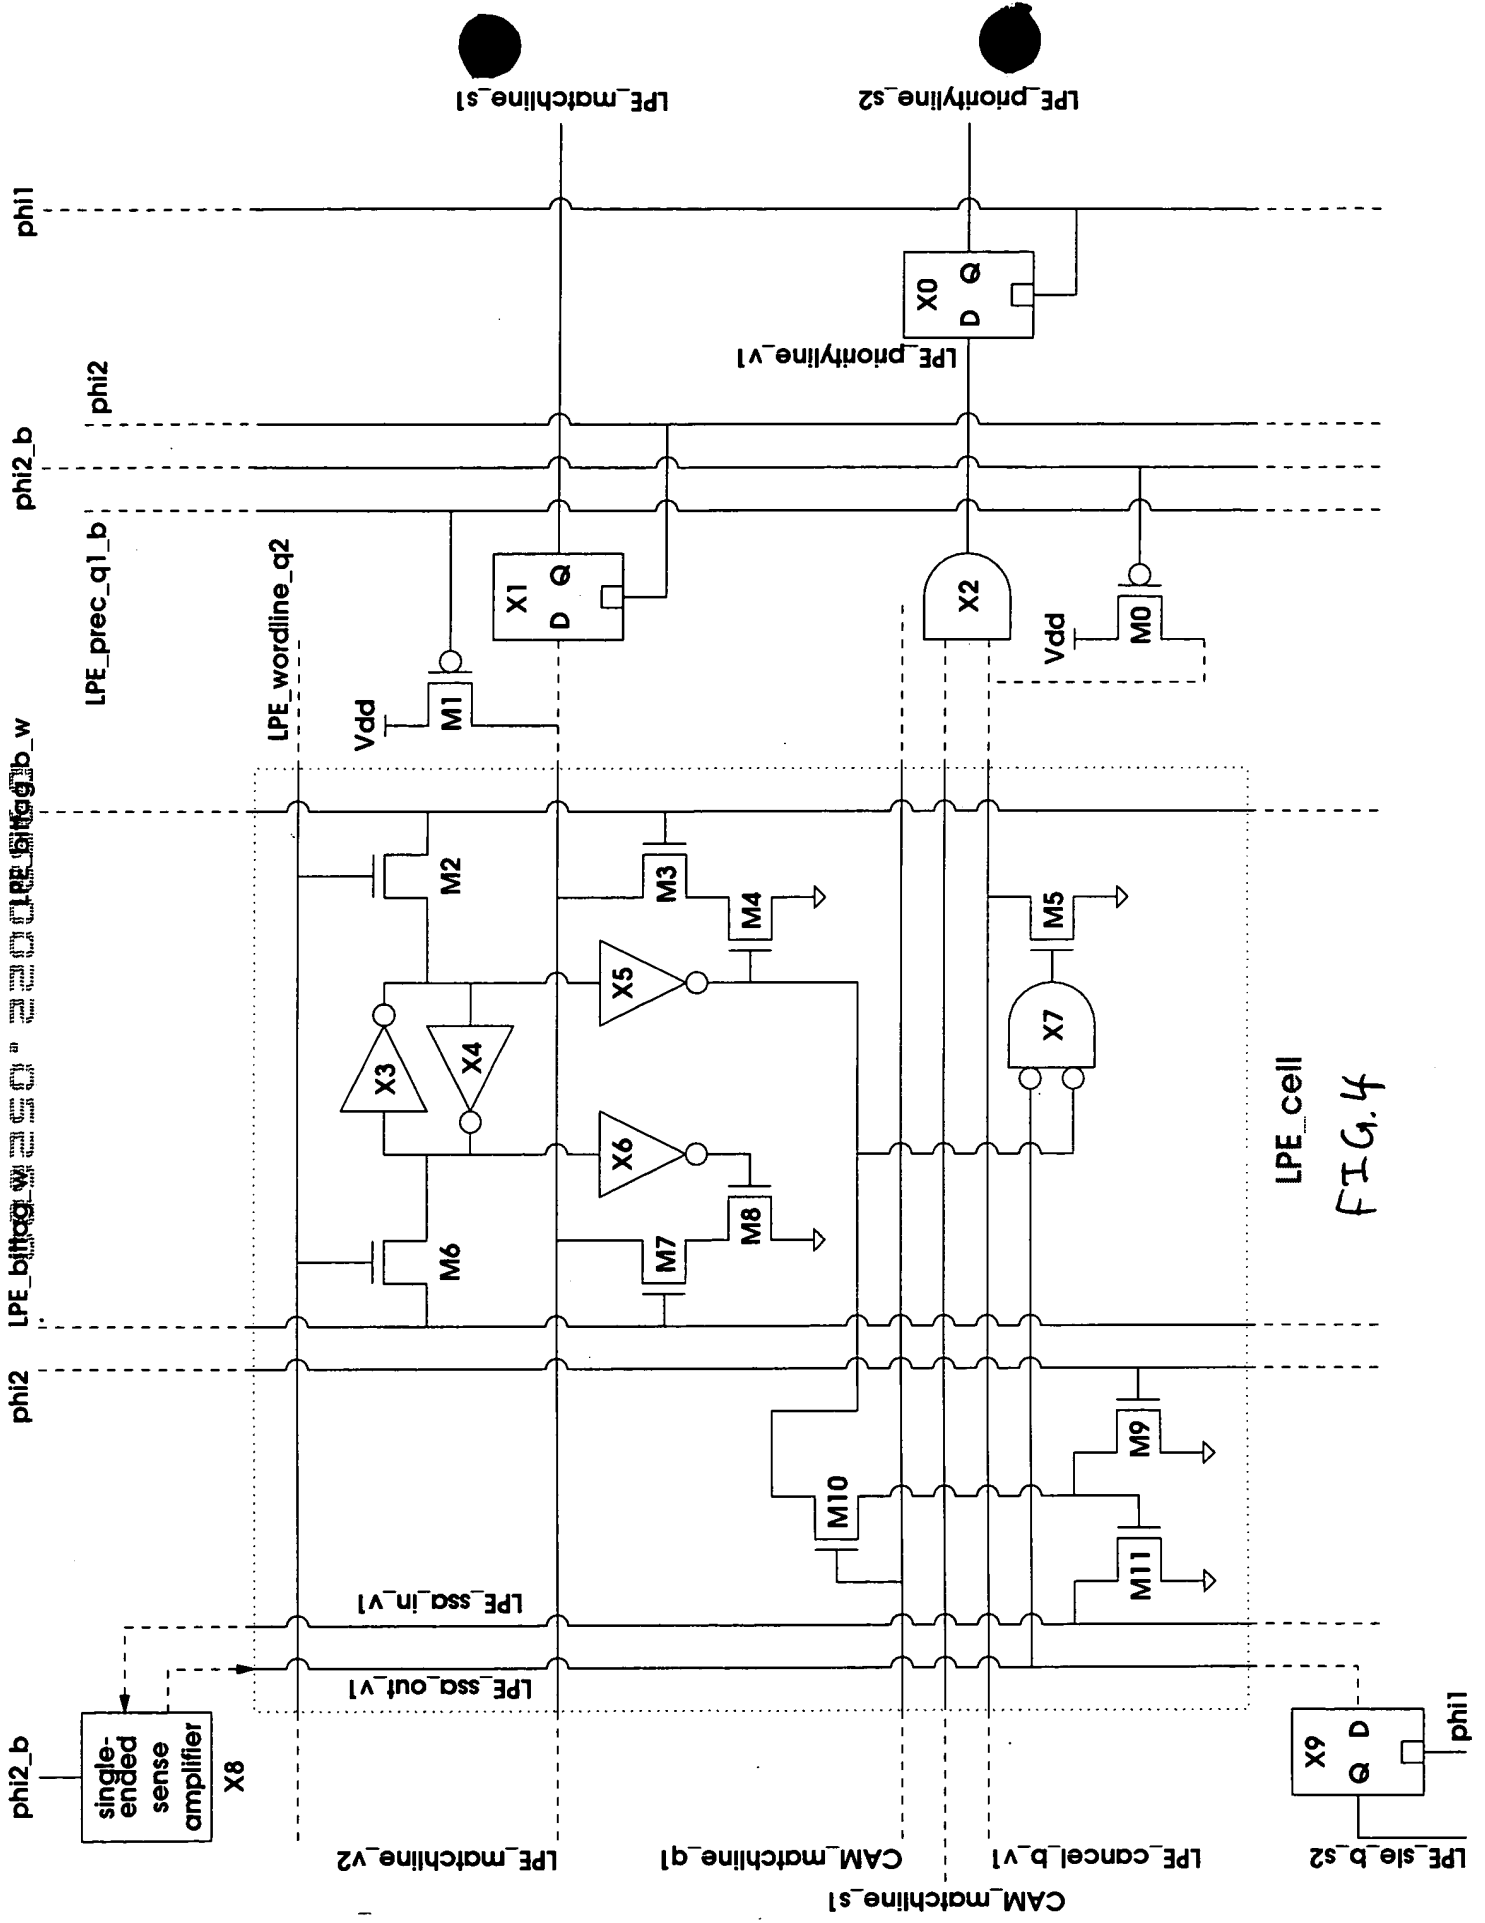 phi1
phi2
phi2_b
LPE_prec_q1_b
LPE_wordline_q2
LPE_bittag_b_w
LPE_bittag_w
phi2
phi2_b
LPE_matchline_s1
LPE_priorityline_s2
LPE_priorityline_v1
X0
D
Q
X1
D
Q
X2
Vdd
M1
Vdd
M0
M2
M3
M4
M5
X3
X4
X5
X6
X7
M6
M7
M8
M9
M10
M11
LPE_ssa_in_v1
LPE_ssa_out_v1
single-
ended
sense
amplifier
X8
X9
Q
D
phi1
LPE_matchline_v2
CAM_matchline_q1
CAM_matchline_s1
LPE_cancel_b_v1
LPE_sle_b_s2
LPE_cell
FIG.4